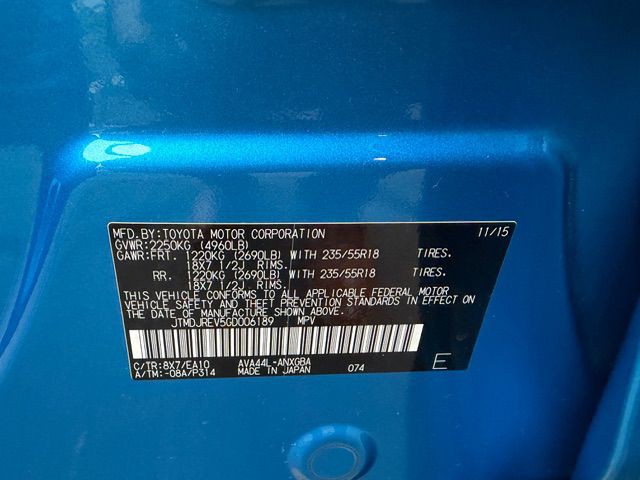 MFD.BY:TOYOTA MOTOR CORPORATION 11/15
GVWR:2250KG (4960LB)
GAWR:FRT. 1220KG (2690LB) WITH 235/55R18 TIRES.
18X7 1/2J RIMS.
RR. 1220KG (2690LB) WITH 235/55R18 TIRES.
18X7 1/2J RIMS.
THIS VEHICLE CONFORMS TO ALL APPLICABLE FEDERAL MOTOR
VEHICLE SAFETY AND THEFT PREVENTION STANDARDS IN EFFECT ON
THE DATE OF MANUFACTURE SHOWN ABOVE.
JTMDJREV5GD006189 MPV
C/TR:8X7/EA10 AVA44L-ANXGBA
A/TM:-08A/P314 MADE IN JAPAN 074 E